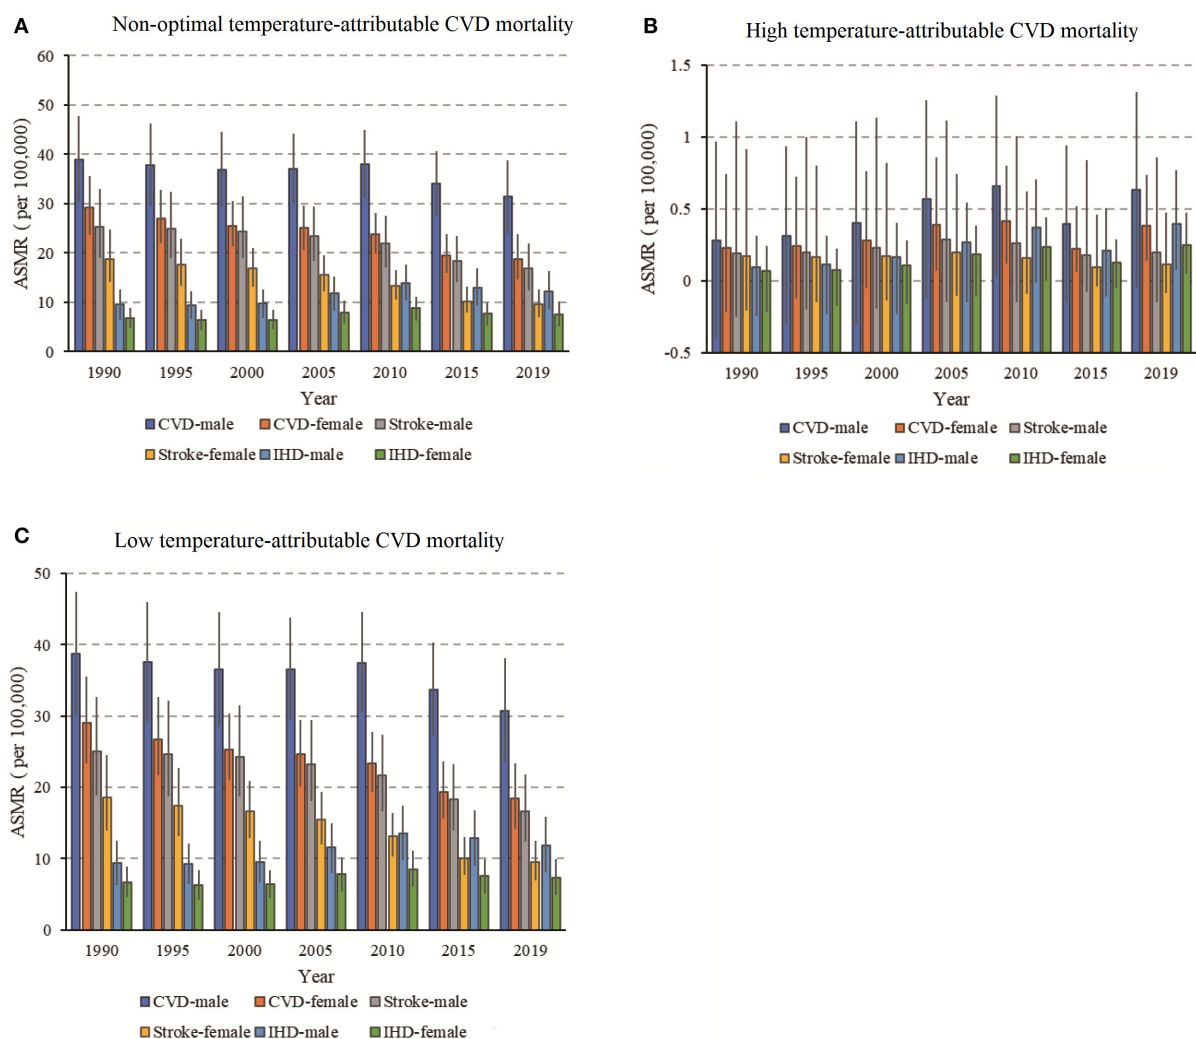 A
Non-optimal temperature-attributable CVD mortality
ASMR ( per 100,000)
60
50
40
30
20
10
0
1990 1995 2000 2005 2010 2015 2019
Year
CVD-male CVD-female Stroke-male
Stroke-female IHD-male IHD-female
B
High temperature-attributable CVD mortality
ASMR ( per 100,000)
1.5
1
0.5
0
-0.5
1990 1995 2000 2005 2010 2015 2019
Year
CVD-male CVD-female Stroke-male
Stroke-female IHD-male IHD-female
C
Low temperature-attributable CVD mortality
ASMR ( per 100,000)
50
40
30
20
10
0
1990 1995 2000 2005 2010 2015 2019
Year
CVD-male CVD-female Stroke-male
Stroke-female IHD-male IHD-female